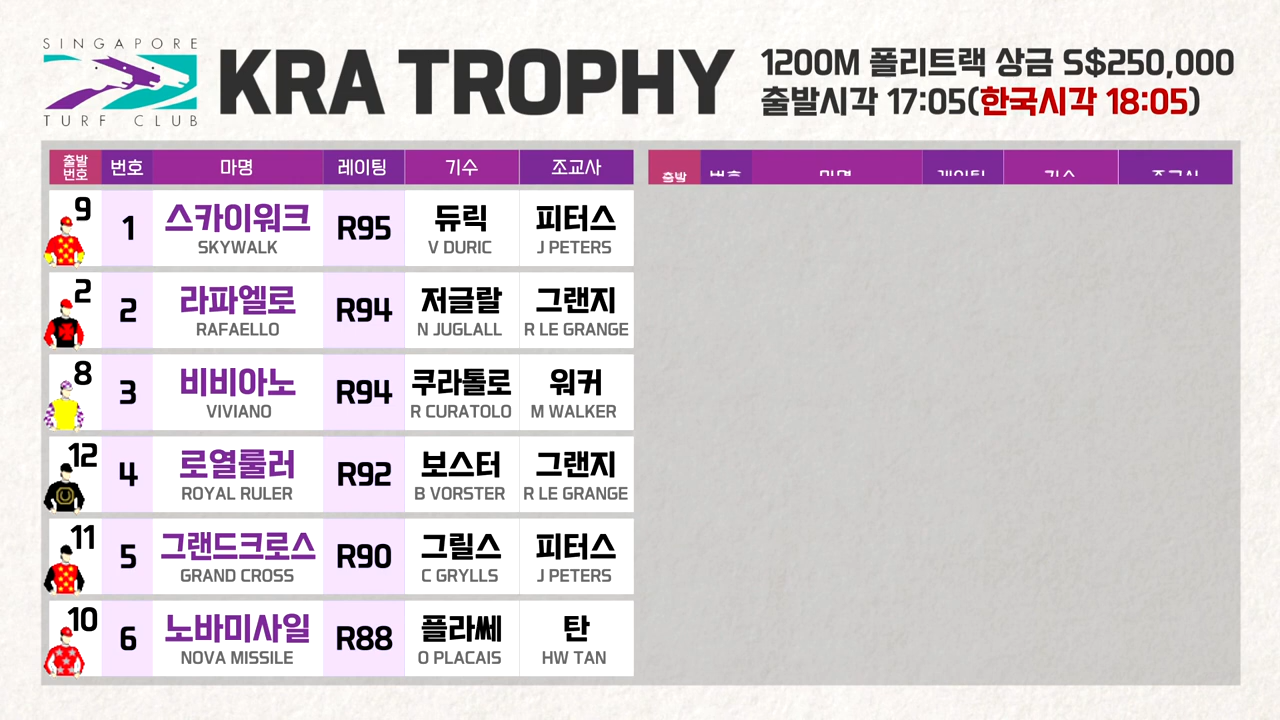 SINGAPORE
TURF CLUB
KRA TROPHY
1200M 폴리트랙 상금 S$250,000
출발시각 17:05(한국시각 18:05)
출발번호 번호 마명 레이팅 기수 조교사
9 1 스카이워크 R95 듀릭 피터스
SKYWALK V DURIC J PETERS
2 2 라파엘로 R94 저글랄 그랜지
RAFAELLO N JUGLALL R LE GRANGE
8 3 비비아노 R94 쿠라톨로 워커
VIVIANO R CURATOLO M WALKER
12 4 로열룰러 R92 보스터 그랜지
ROYAL RULER B VORSTER R LE GRANGE
11 5 그랜드크로스 R90 그릴스 피터스
GRAND CROSS C GRYLLS J PETERS
10 6 노바미사일 R88 플라쎄 탄
NOVA MISSILE O PLACAIS HW TAN
출발